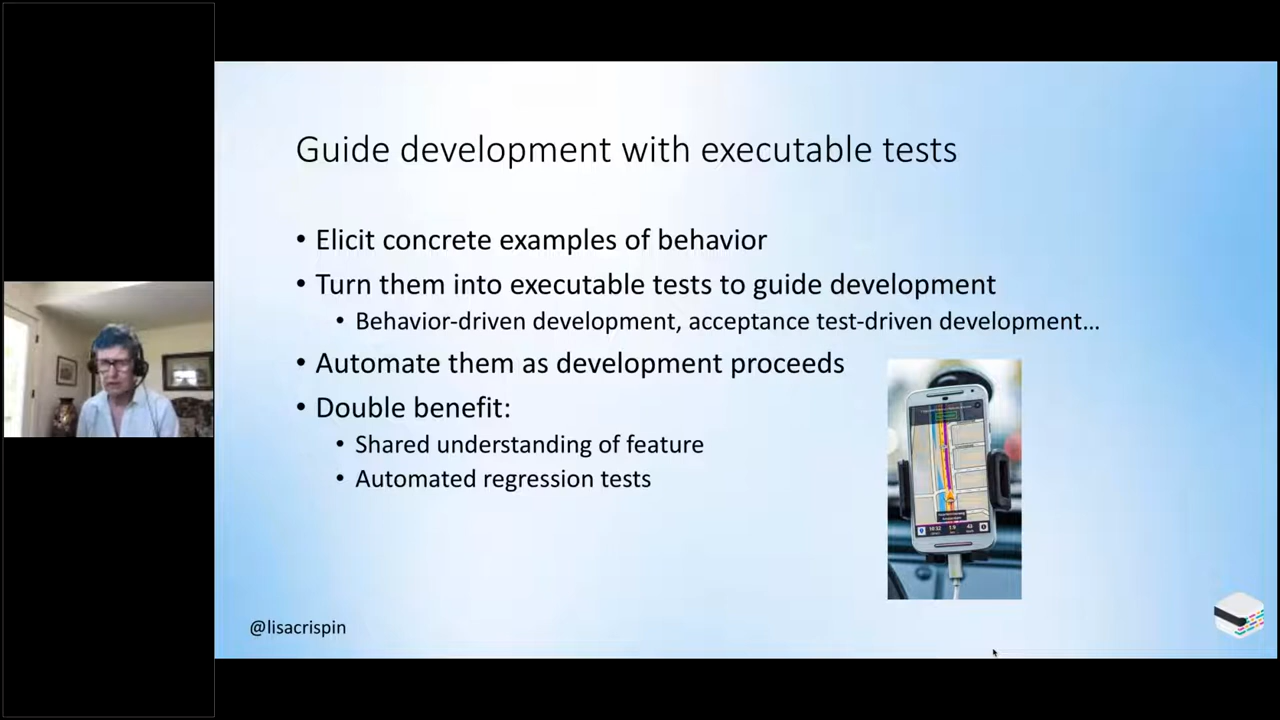 Guide development with executable tests
• Elicit concrete examples of behavior
• Turn them into executable tests to guide development
• Behavior-driven development, acceptance test-driven development…
• Automate them as development proceeds
• Double benefit:
• Shared understanding of feature
• Automated regression tests
@lisacrispin